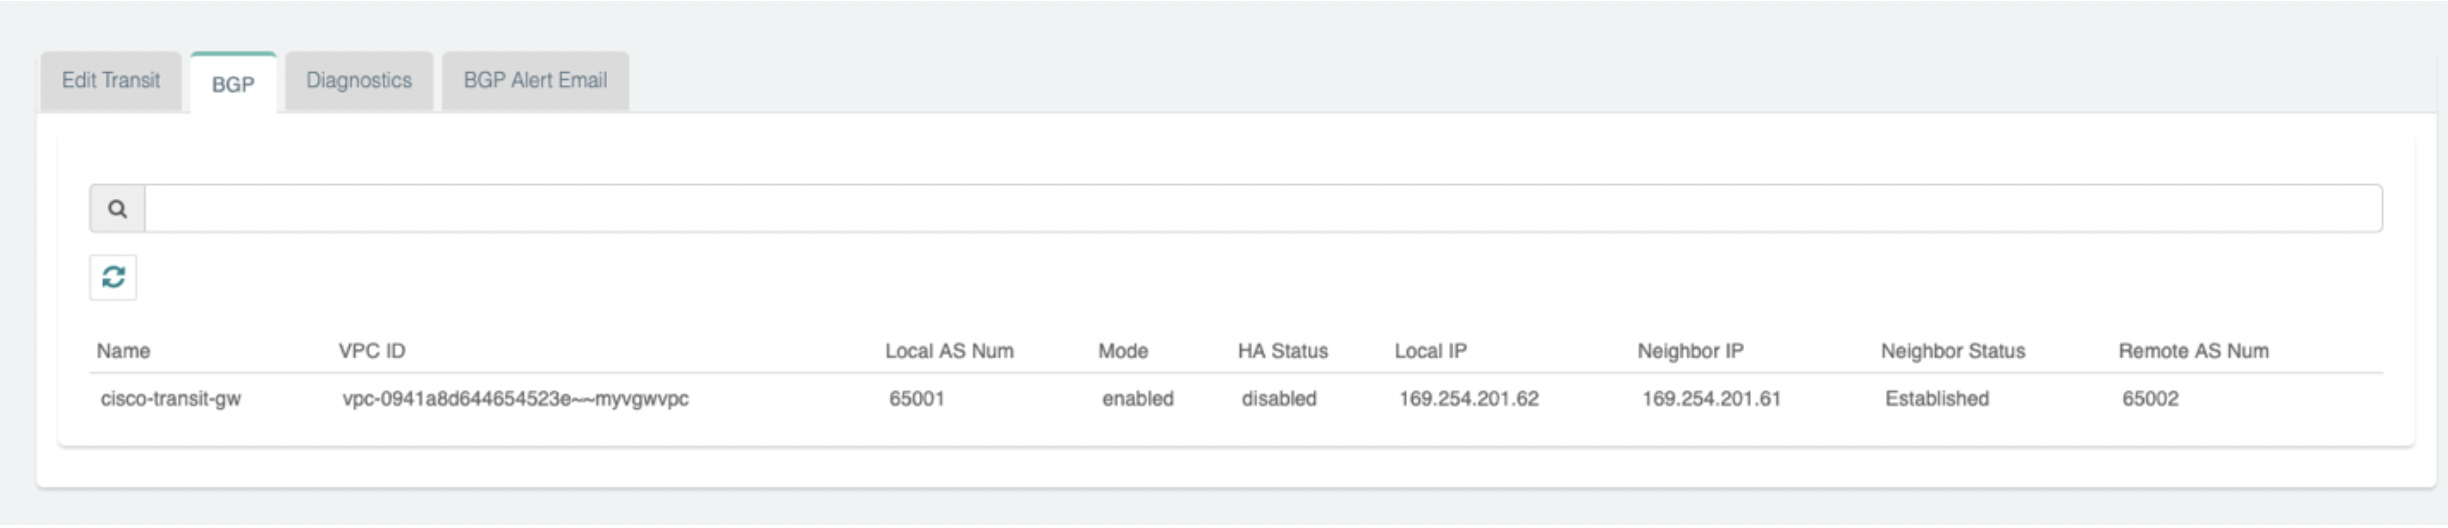 Edit Transit BGP Diagnostics BGP Alert Email
Name VPC ID Local AS Num Mode HA Status Local IP Neighbor IP Neighbor Status Remote AS Num
cisco-transit-gw vpc-0941a8d644654523e~~myvgwvpc 65001 enabled disabled 169.254.201.62 169.254.201.61 Established 65002